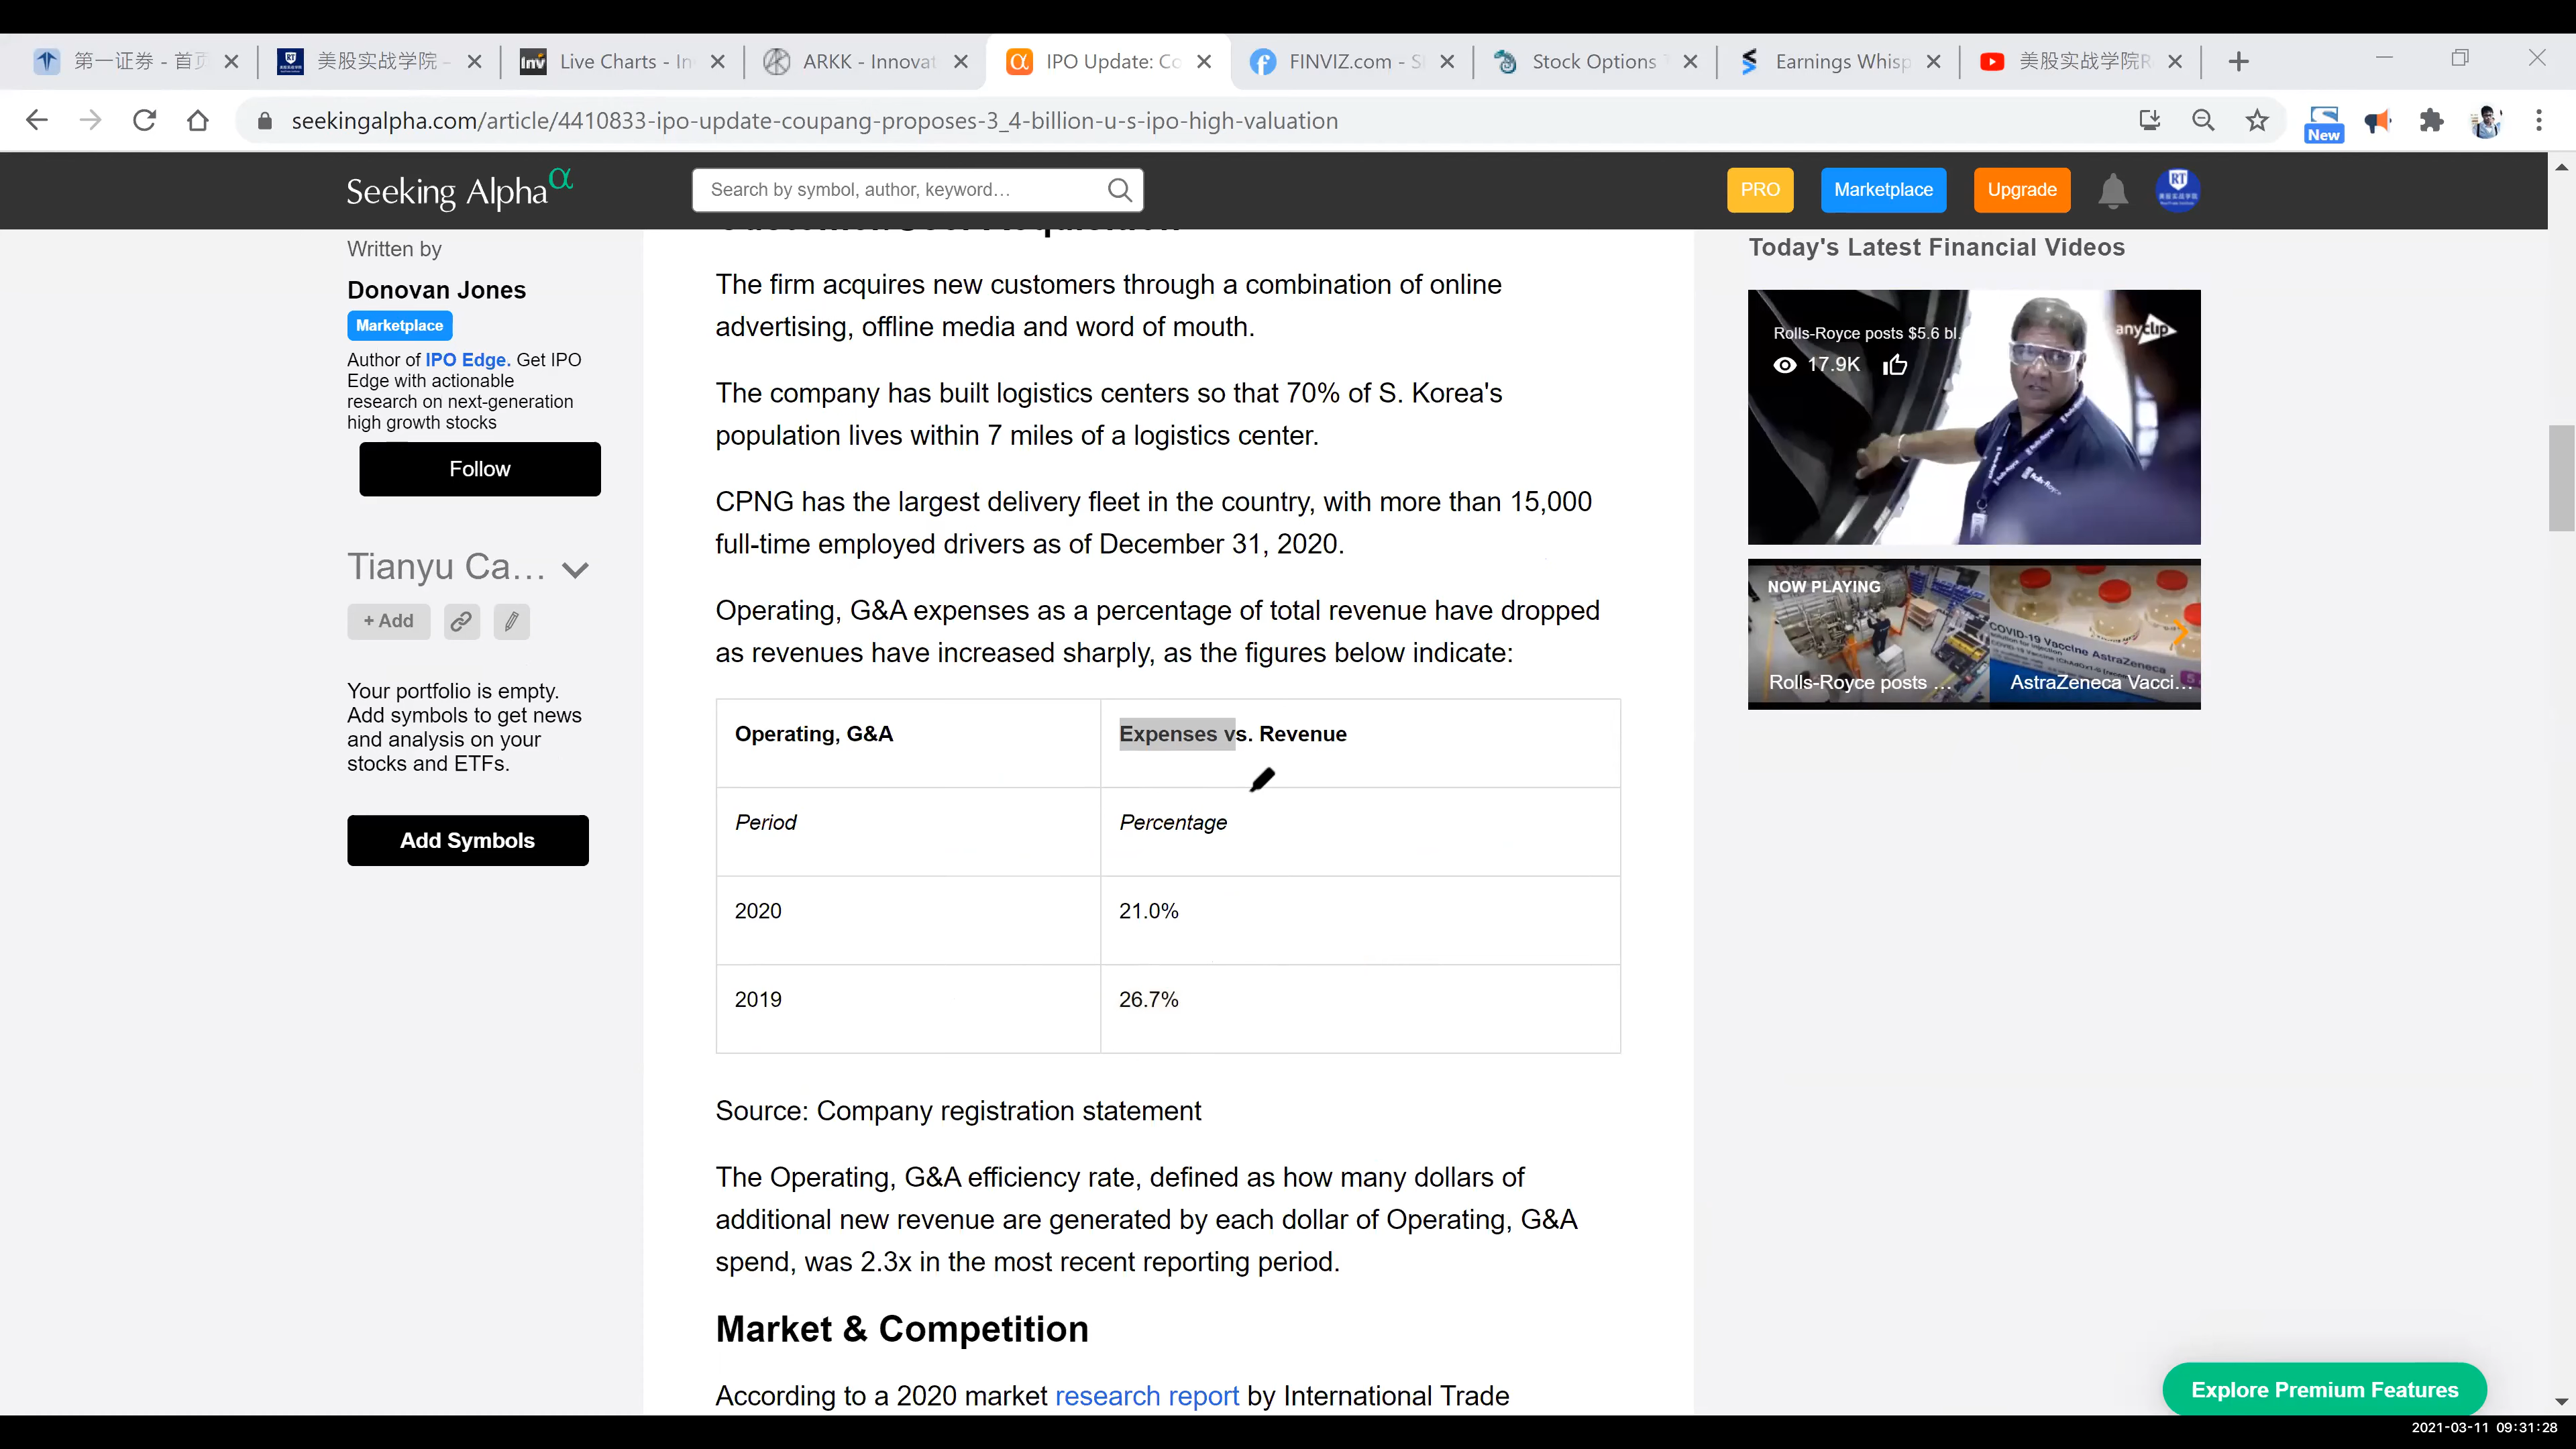 第一证券 - 首页
美股实战学院 -
Live Charts - In
ARKK - Innovat
IPO Update: Co
FINVIZ.com - S
Stock Options T
Earnings Whisp
美股实战学院R
seekingalpha.com/article/4410833-ipo-update-coupang-proposes-3_4-billion-u-s-ipo-high-valuation
New
Seeking Alpha α
Search by symbol, author, keyword...
PRO
Marketplace
Upgrade
RT
Written by
Donovan Jones
Marketplace
Author of IPO Edge. Get IPO
Edge with actionable
research on next-generation
high growth stocks
Follow
Tianyu Ca...
+ Add
Your portfolio is empty.
Add symbols to get news
and analysis on your
stocks and ETFs.
Add Symbols
The firm acquires new customers through a combination of online
advertising, offline media and word of mouth.
The company has built logistics centers so that 70% of S. Korea's
population lives within 7 miles of a logistics center.
CPNG has the largest delivery fleet in the country, with more than 15,000
full-time employed drivers as of December 31, 2020.
Operating, G&A expenses as a percentage of total revenue have dropped
as revenues have increased sharply, as the figures below indicate:
Operating, G&A
Expenses vs. Revenue
Period
Percentage
2020
21.0%
2019
26.7%
Source: Company registration statement
The Operating, G&A efficiency rate, defined as how many dollars of
additional new revenue are generated by each dollar of Operating, G&A
spend, was 2.3x in the most recent reporting period.
Market & Competition
According to a 2020 market research report by International Trade
Today's Latest Financial Videos
Rolls-Royce posts $5.6 bl.
17.9K
anyclip
NOW PLAYING
Rolls-Royce posts ...
COVID-19 Vaccine AstraZeneca
AstraZeneca Vacci...
Explore Premium Features
2021-03-11 09:31:28